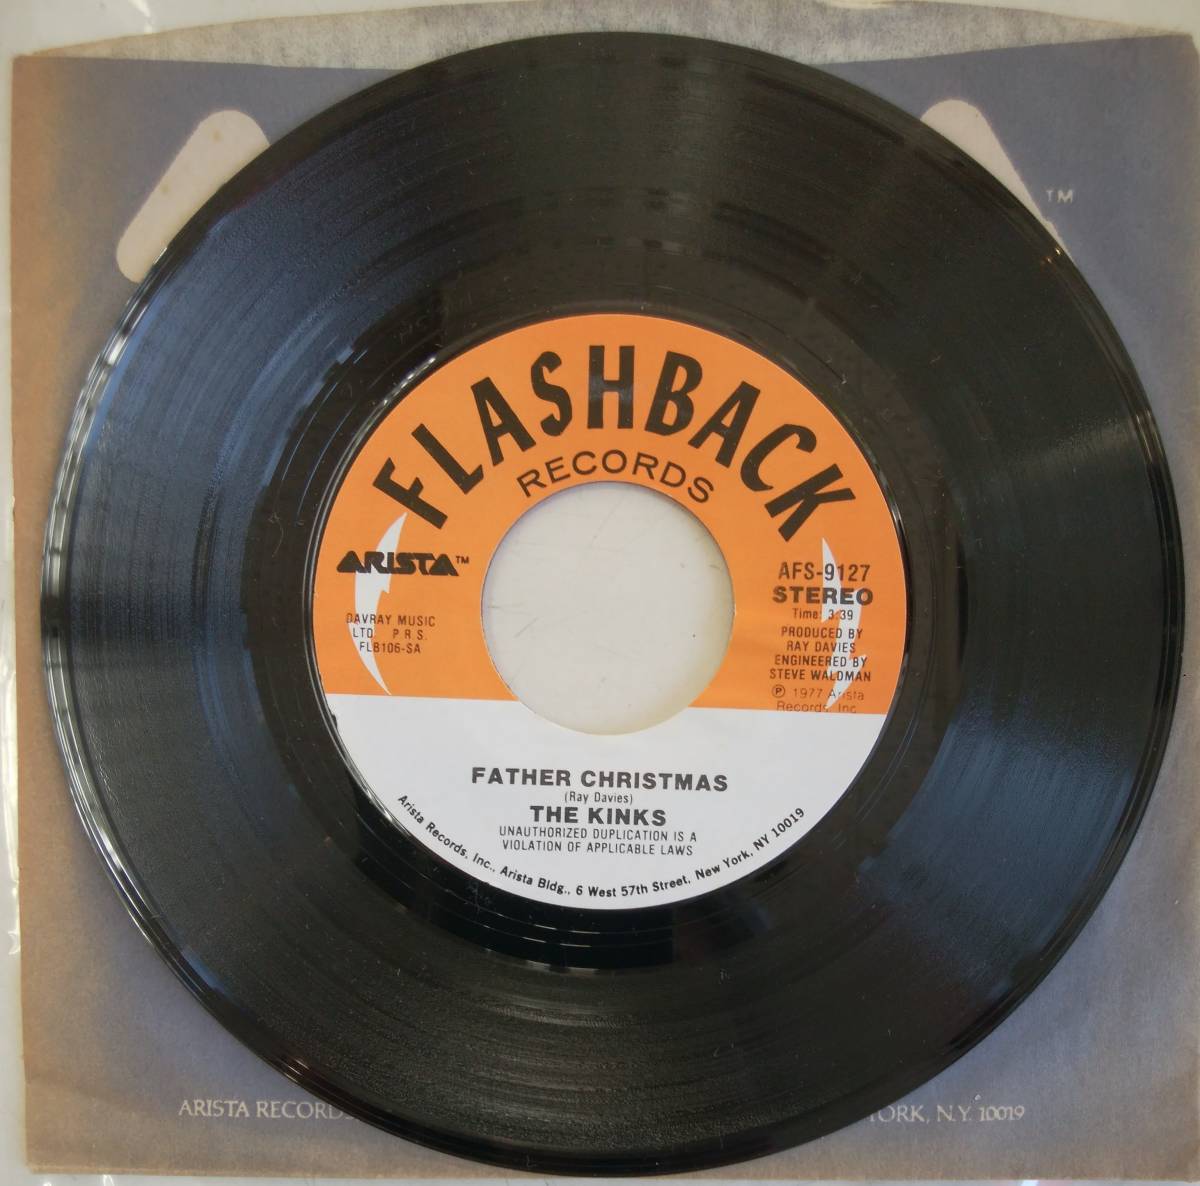 TM
FLASHBACK
RECORDS
ARISTA™
DAVRAY MUSIC
LTD. P.R.S.
FLB106-SA
AFS-9127
STEREO
Time: 3:39
PRODUCED BY
RAY DAVIES
ENGINEERED BY
STEVE WALDMAN
℗ 1977 Arista
Records, Inc.
FATHER CHRISTMAS
(Ray Davies)
THE KINKS
UNAUTHORIZED DUPLICATION IS A
VIOLATION OF APPLICABLE LAWS
Arista Records, Inc., Arista Bldg., 6 West 57th Street, New York, NY 10019
ARISTA RECORDS YORK, N.Y. 10019